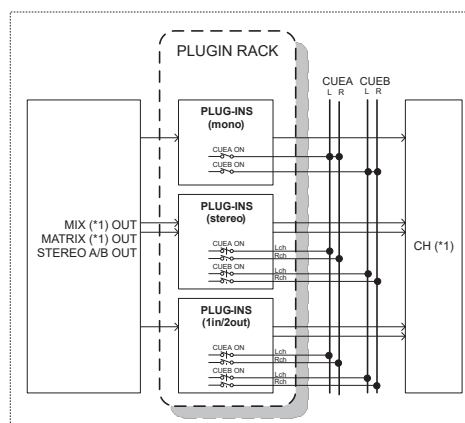 PLUGIN RACK
CUEA CUEB
L R L R
PLUG-INS
(mono)
CUEA ON
CUEB ON
MIX (*1) OUT
MATRIX (*1) OUT
STEREO A/B OUT
PLUG-INS
(stereo)
CUEA ON
Lch
Rch
CUEB ON
Lch
Rch
CH (*1)
PLUG-INS
(1in/2out)
CUEA ON
Lch
Rch
CUEB ON
Lch
Rch